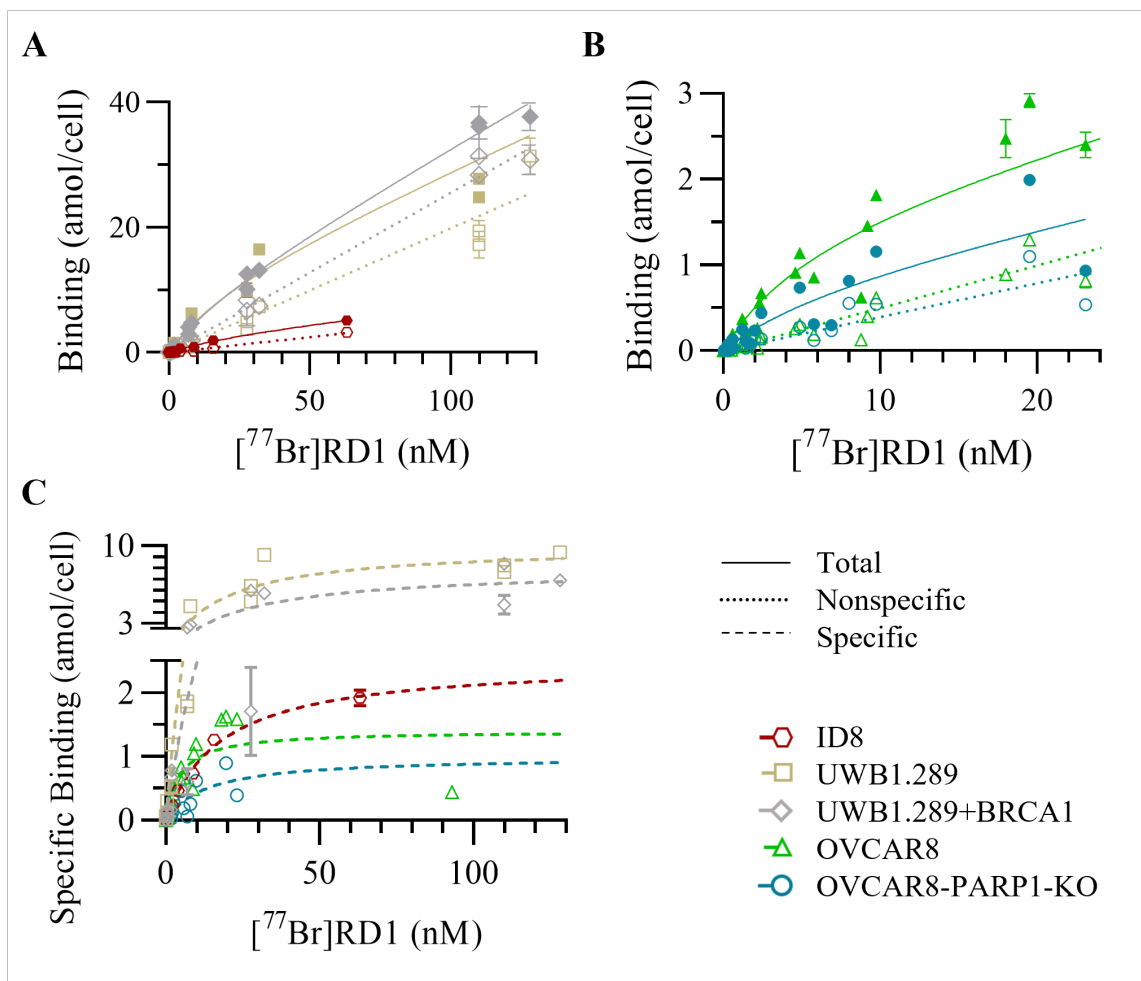 A
Binding (amol/cell)
40
20
0
0 50 100
[⁷⁷Br]RD1 (nM)
B
Binding (amol/cell)
3
2
1
0
0 10 20
[⁷⁷Br]RD1 (nM)
C
Specific Binding (amol/cell)
10
3
2
1
0
0 50 100
[⁷⁷Br]RD1 (nM)
Total
Nonspecific
Specific
ID8
UWB1.289
UWB1.289+BRCA1
OVCAR8
OVCAR8-PARP1-KO